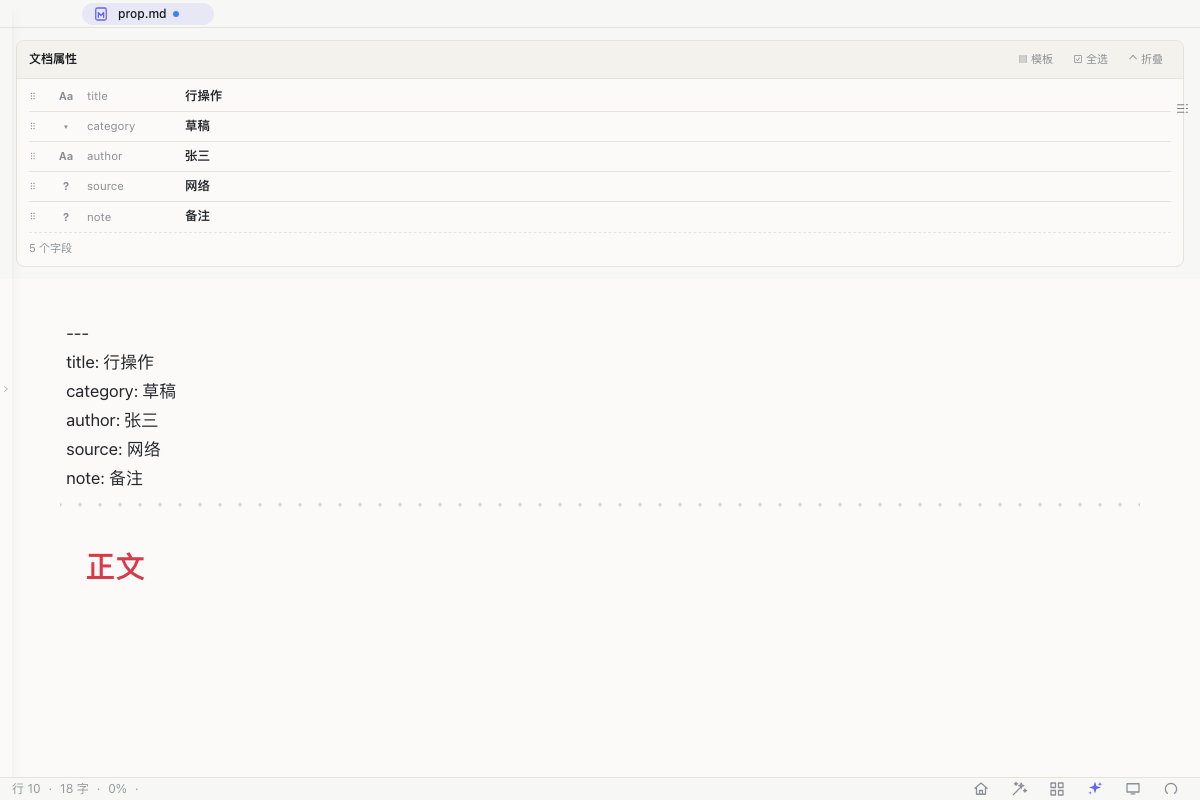 prop.md
文档属性
模板 全选 折叠
Aa title 行操作
category 草稿
Aa author 张三
? source 网络
? note 备注
5 个字段
---
title: 行操作
category: 草稿
author: 张三
source: 网络
note: 备注
正文
行 10 · 18 字 · 0% ·